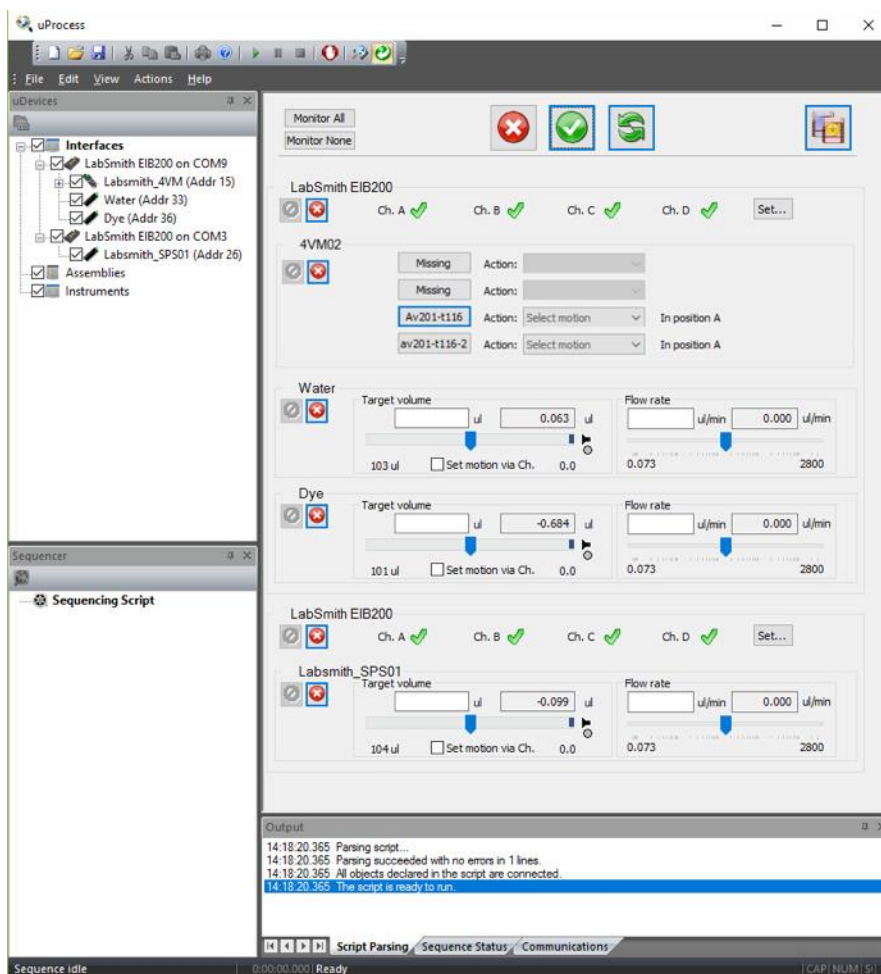 uProcess
File Edit View Actions Help
uDevices
Interfaces
LabSmith EIB200 on COM9
Labsmith_4VM (Addr 15)
Water (Addr 33)
Dye (Addr 36)
LabSmith EIB200 on COM3
Labsmith_SPS01 (Addr 26)
Assemblies
Instruments
Sequencer
Sequencing Script
Monitor All
Monitor None
LabSmith EIB200
Ch. A Ch. B Ch. C Ch. D Set...
4VM02
Missing Action:
Missing Action:
Av201-t116 Action: Select motion In position A
av201-t116-2 Action: Select motion In position A
Water
Target volume Flow rate
ul 0.063 ul ul/min 0.000 ul/min
103 ul Set motion via Ch. 0.0 0.073 2800
Dye
Target volume Flow rate
ul -0.684 ul ul/min 0.000 ul/min
101 ul Set motion via Ch. 0.0 0.073 2800
LabSmith EIB200
Ch. A Ch. B Ch. C Ch. D Set...
Labsmith_SPS01
Target volume Flow rate
ul -0.099 ul ul/min 0.000 ul/min
104 ul Set motion via Ch. 0.0 0.073 2800
Output
14:18:20.365 Parsing script...
14:18:20.365 Parsing succeeded with no errors in 1 lines.
14:18:20.365 All objects declared in the script are connected.
14:18:20.365 The script is ready to run.
Script Parsing Sequence Status Communications
Sequence idle 0:00:00.000 Ready CAP NUM